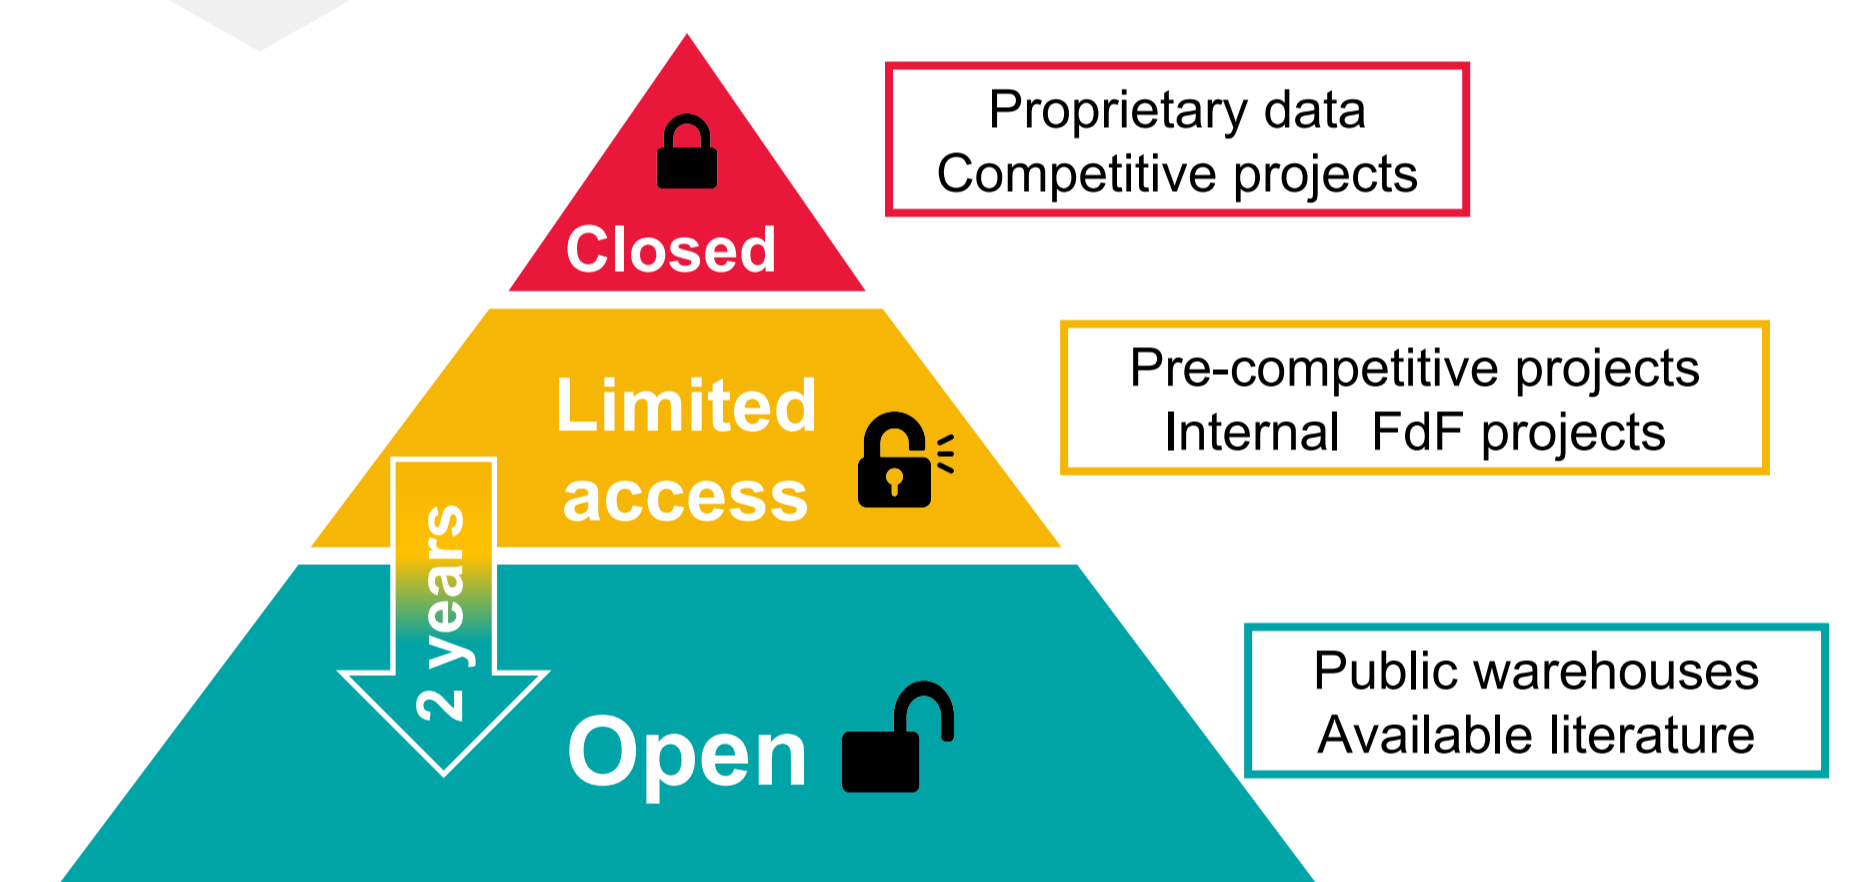 Proprietary data
Competitive projects
Closed
Pre-competitive projects
Internal  FdF projects
Limited
access
2 years
Public warehouses
Available literature
Open